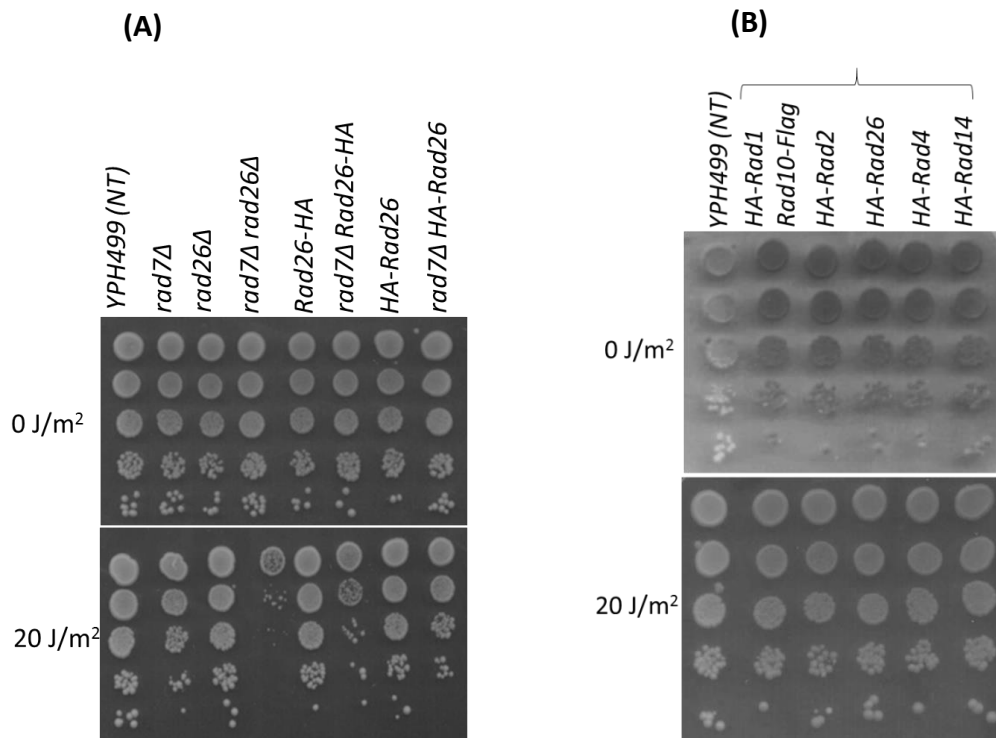 (A)
YPH499 (NT)
rad7Δ
rad26Δ
rad7Δ rad26Δ
Rad26-HA
rad7Δ Rad26-HA
HA-Rad26
rad7Δ HA-Rad26
0 J/m²
20 J/m²
(B)
YPH499 (NT)
HA-Rad1
Rad10-Flag
HA-Rad2
HA-Rad26
HA-Rad4
HA-Rad14
0 J/m²
20 J/m²